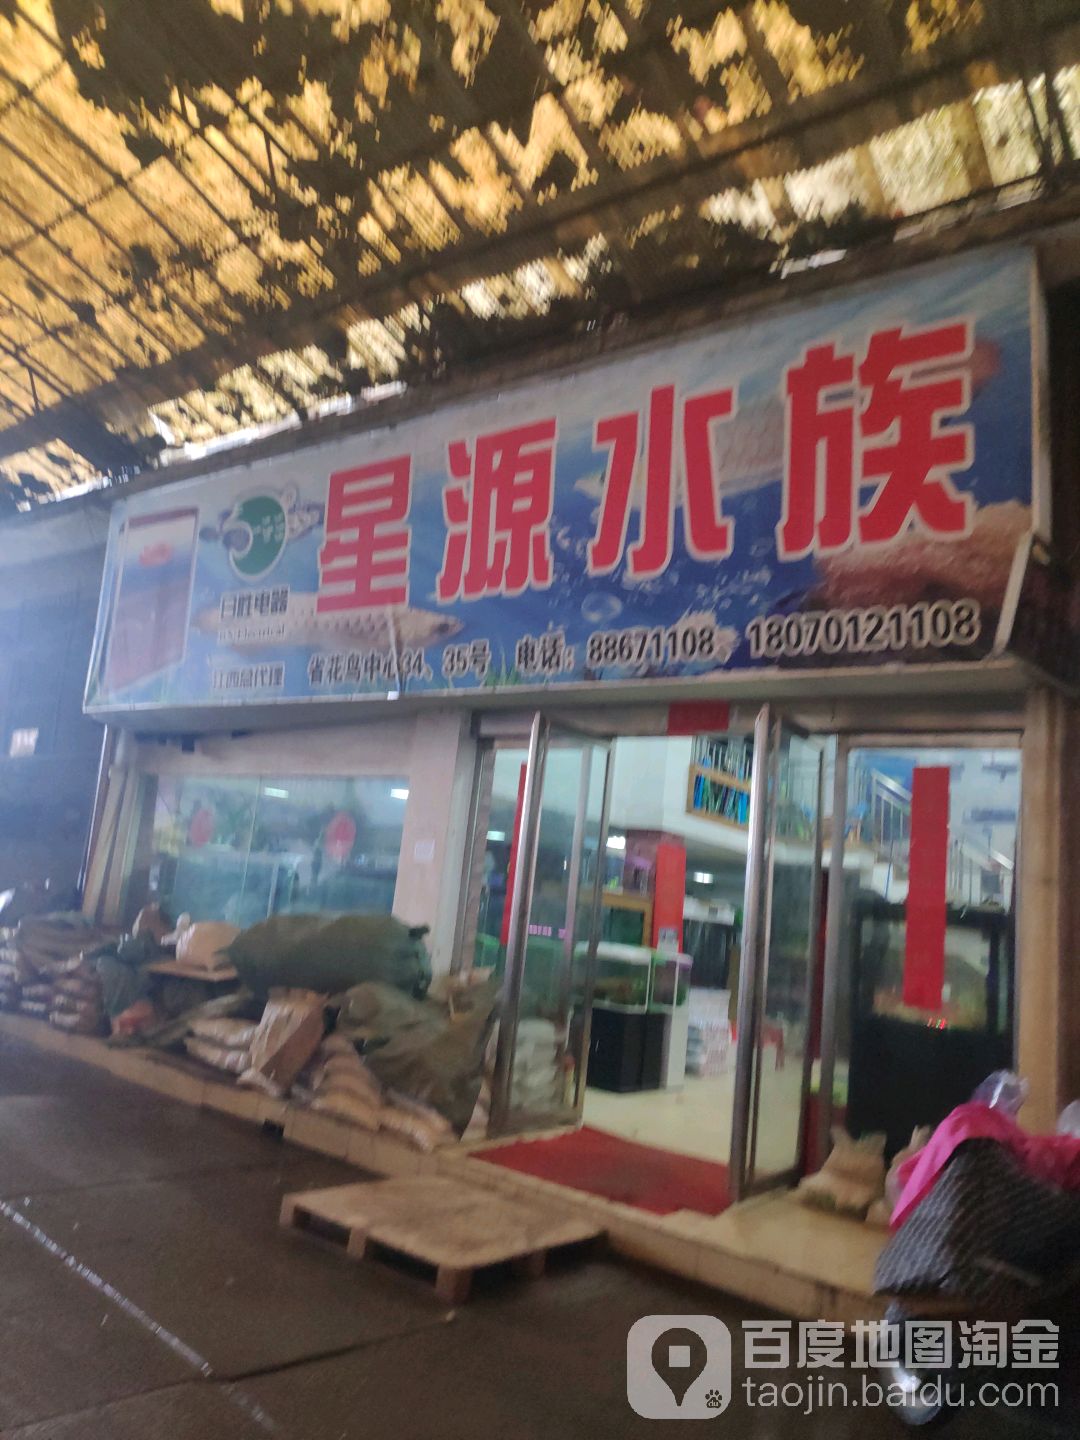 星源水族
日胜电器
江西总代理
省花鸟中心34、35号 电话:88671108、18070121108
百度地图淘金
taojin.baidu.com